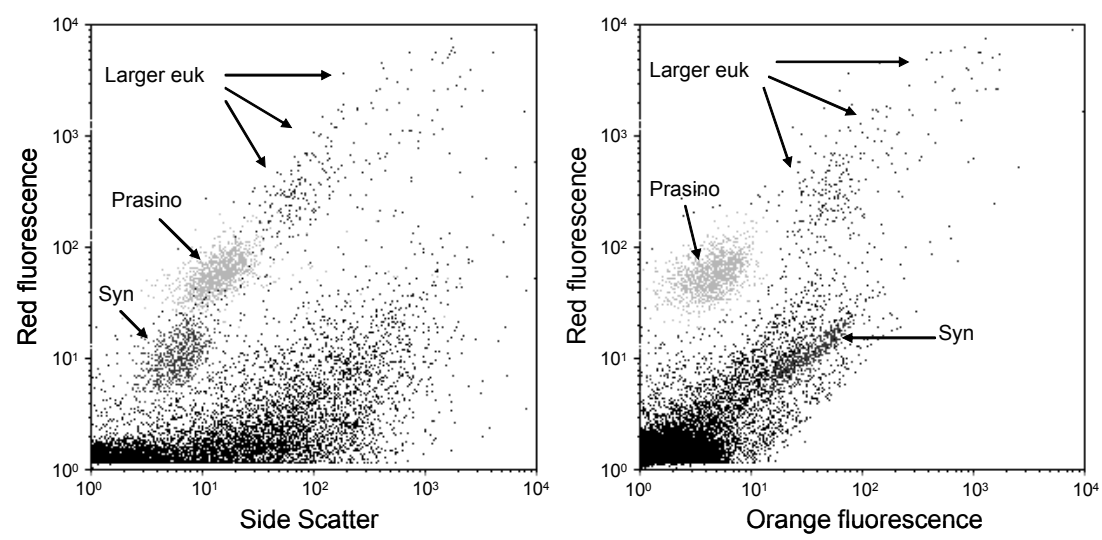 10⁴
Larger euk
10³
Prasino
10²
Syn
10¹
10⁰
10⁰ 10¹ 10² 10³ 10⁴
Red fluorescence
Side Scatter
10⁴
Larger euk
10³
Prasino
10²
Syn
10¹
10⁰
10⁰ 10¹ 10² 10³ 10⁴
Red fluorescence
Orange fluorescence